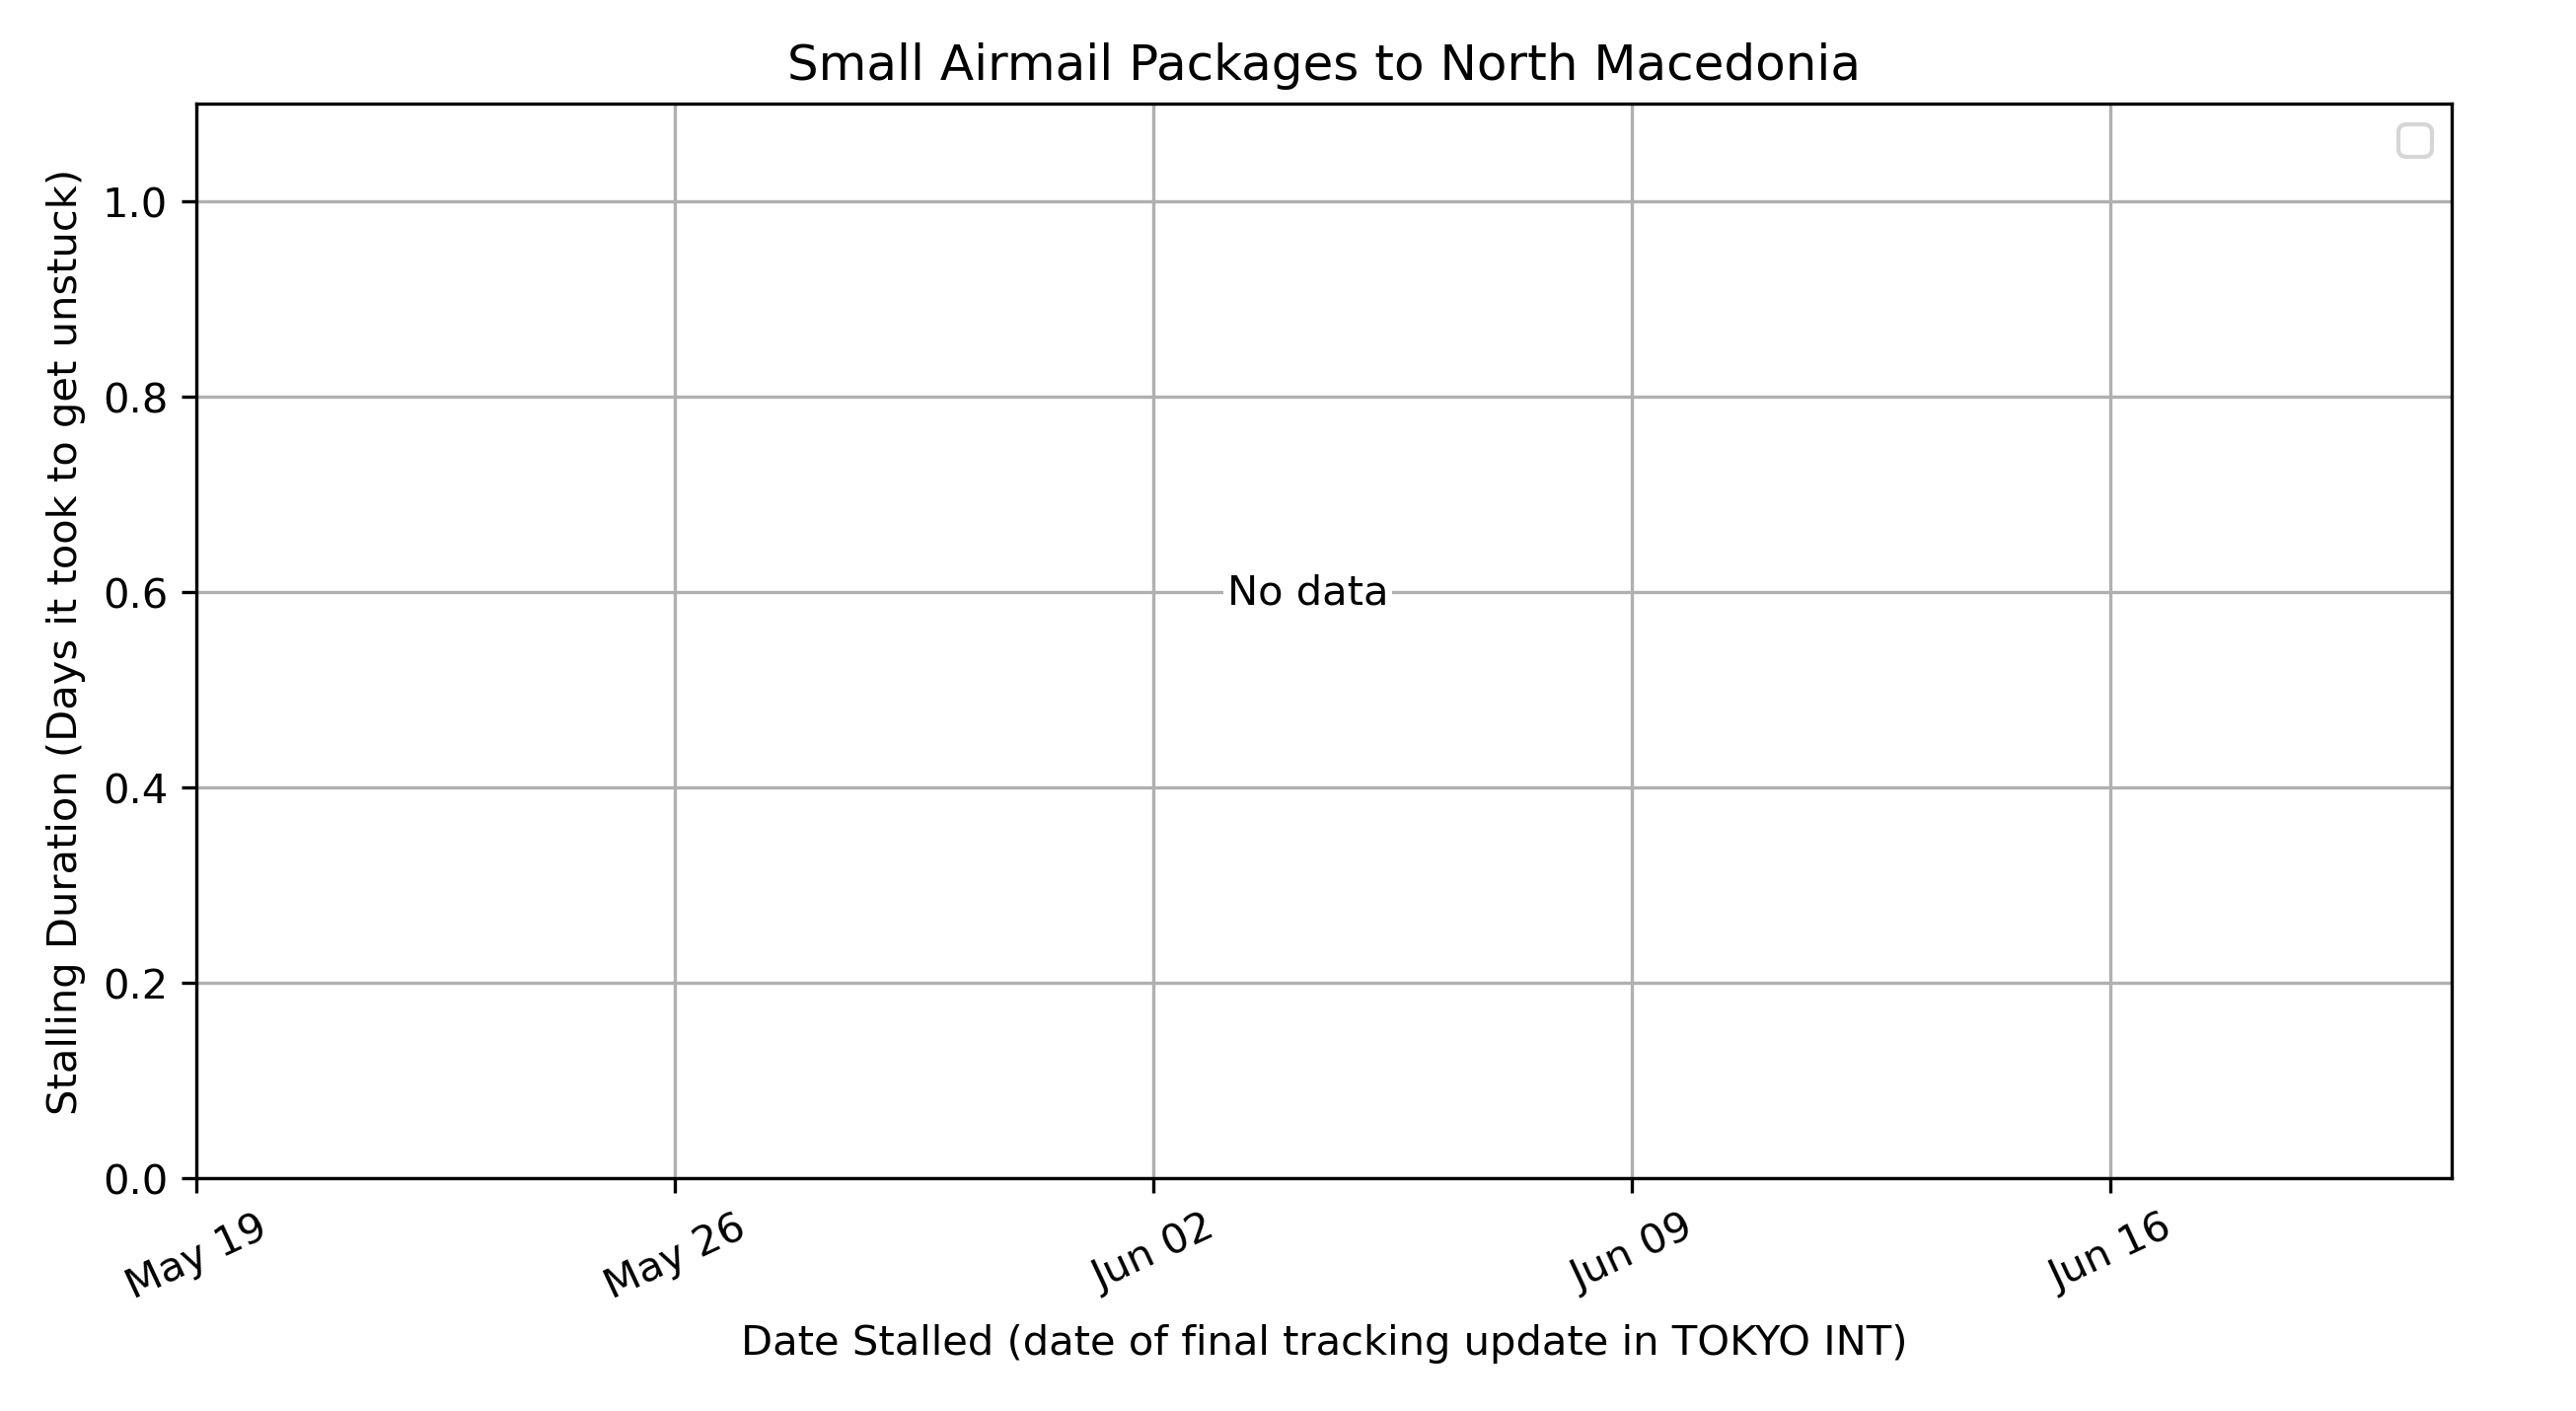 Small Airmail Packages to North Macedonia
Stalling Duration (Days it took to get unstuck)
1.0
0.8
0.6
0.4
0.2
0.0
No data
May 19
May 26
Jun 02
Jun 09
Jun 16
Date Stalled (date of final tracking update in TOKYO INT)